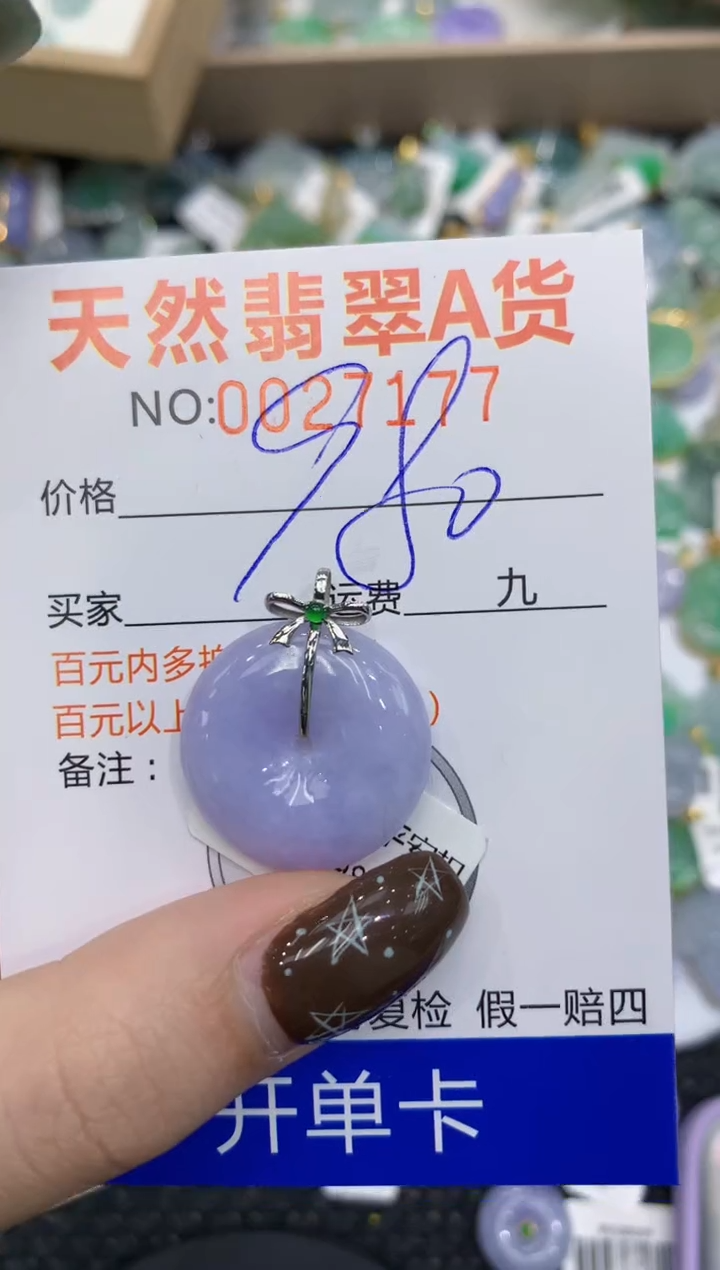 天然翡翠A货
NO:0027177
价格 980
买家 运费 九
百元内多
百元以上 )
备注：
复检 假一赔四
开单卡